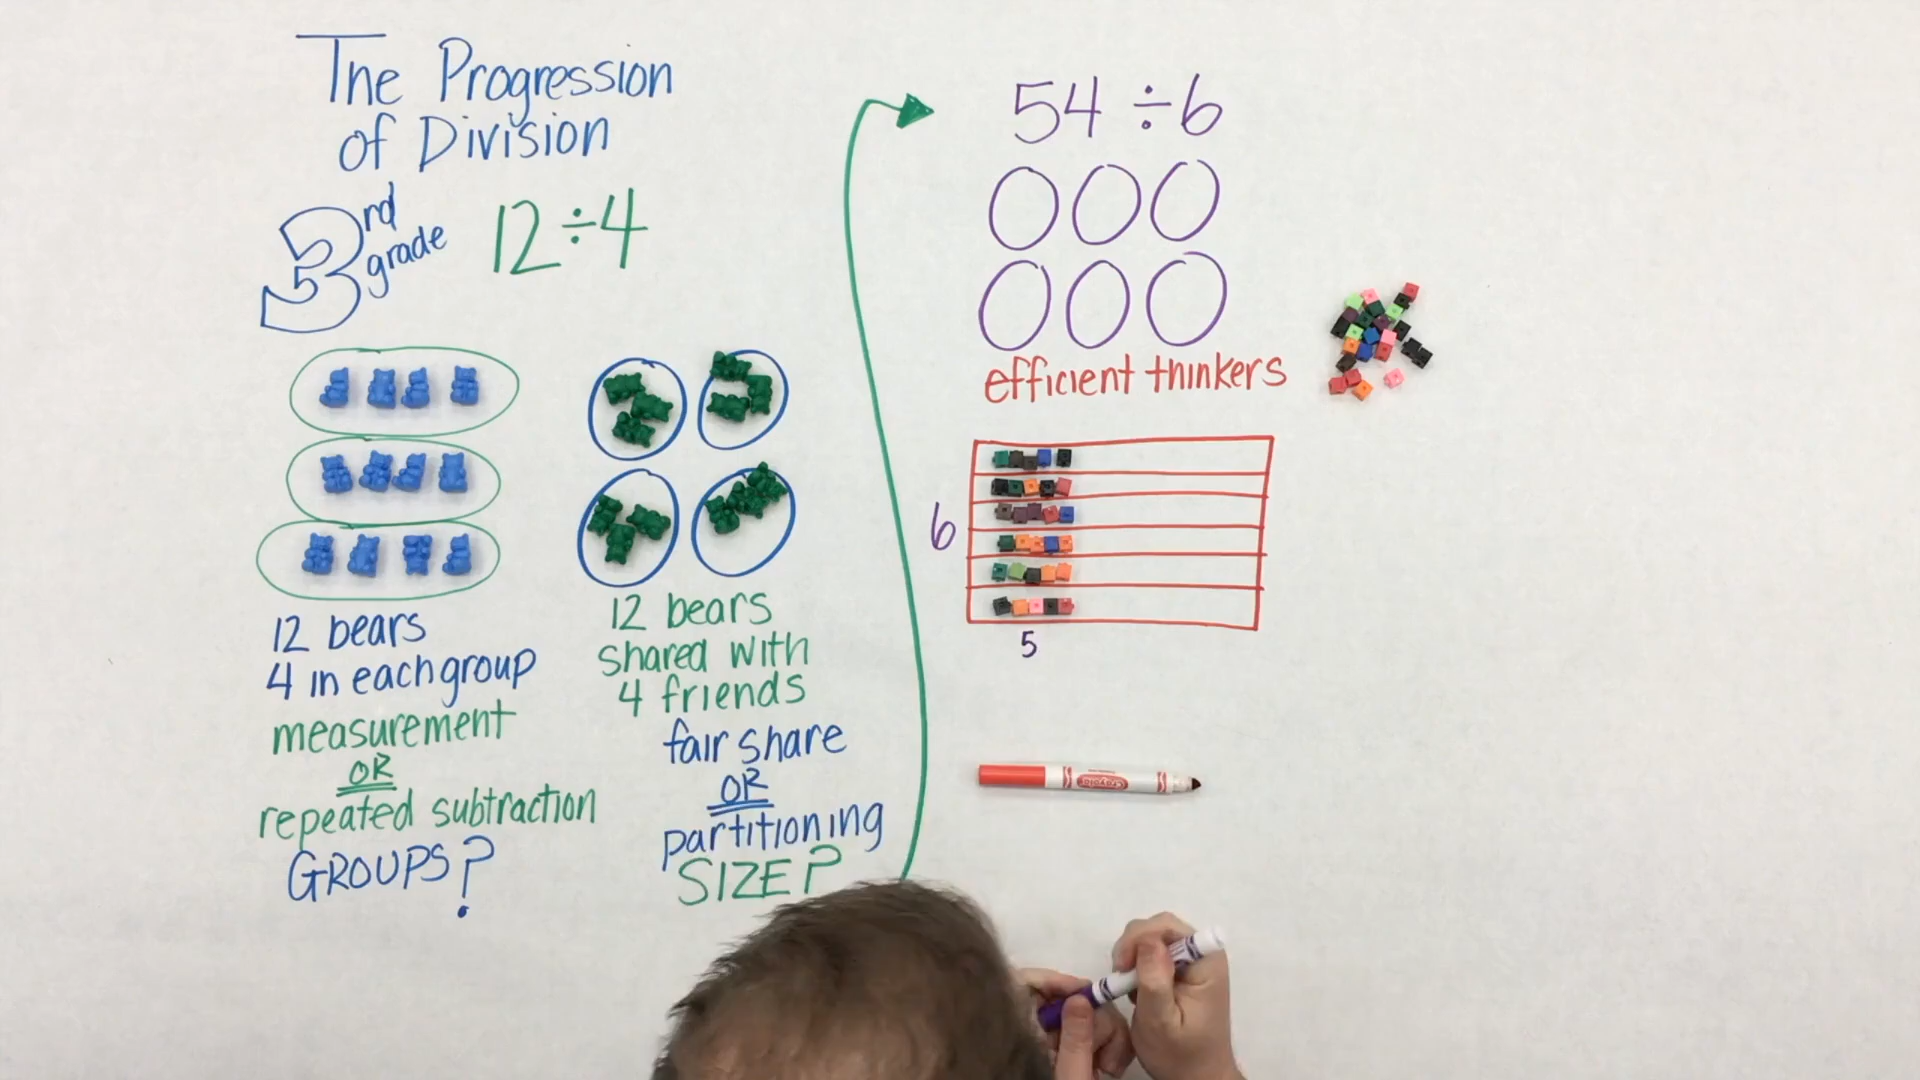 The Progression
of Division
3rd
grade
12 ÷ 4
12 bears
4 in each group
measurement
OR
repeated subtraction
GROUPS?
12 bears
shared with
4 friends
fair share
OR
partitioning
SIZE?
54 ÷ 6
efficient thinkers
6
5
Crayola